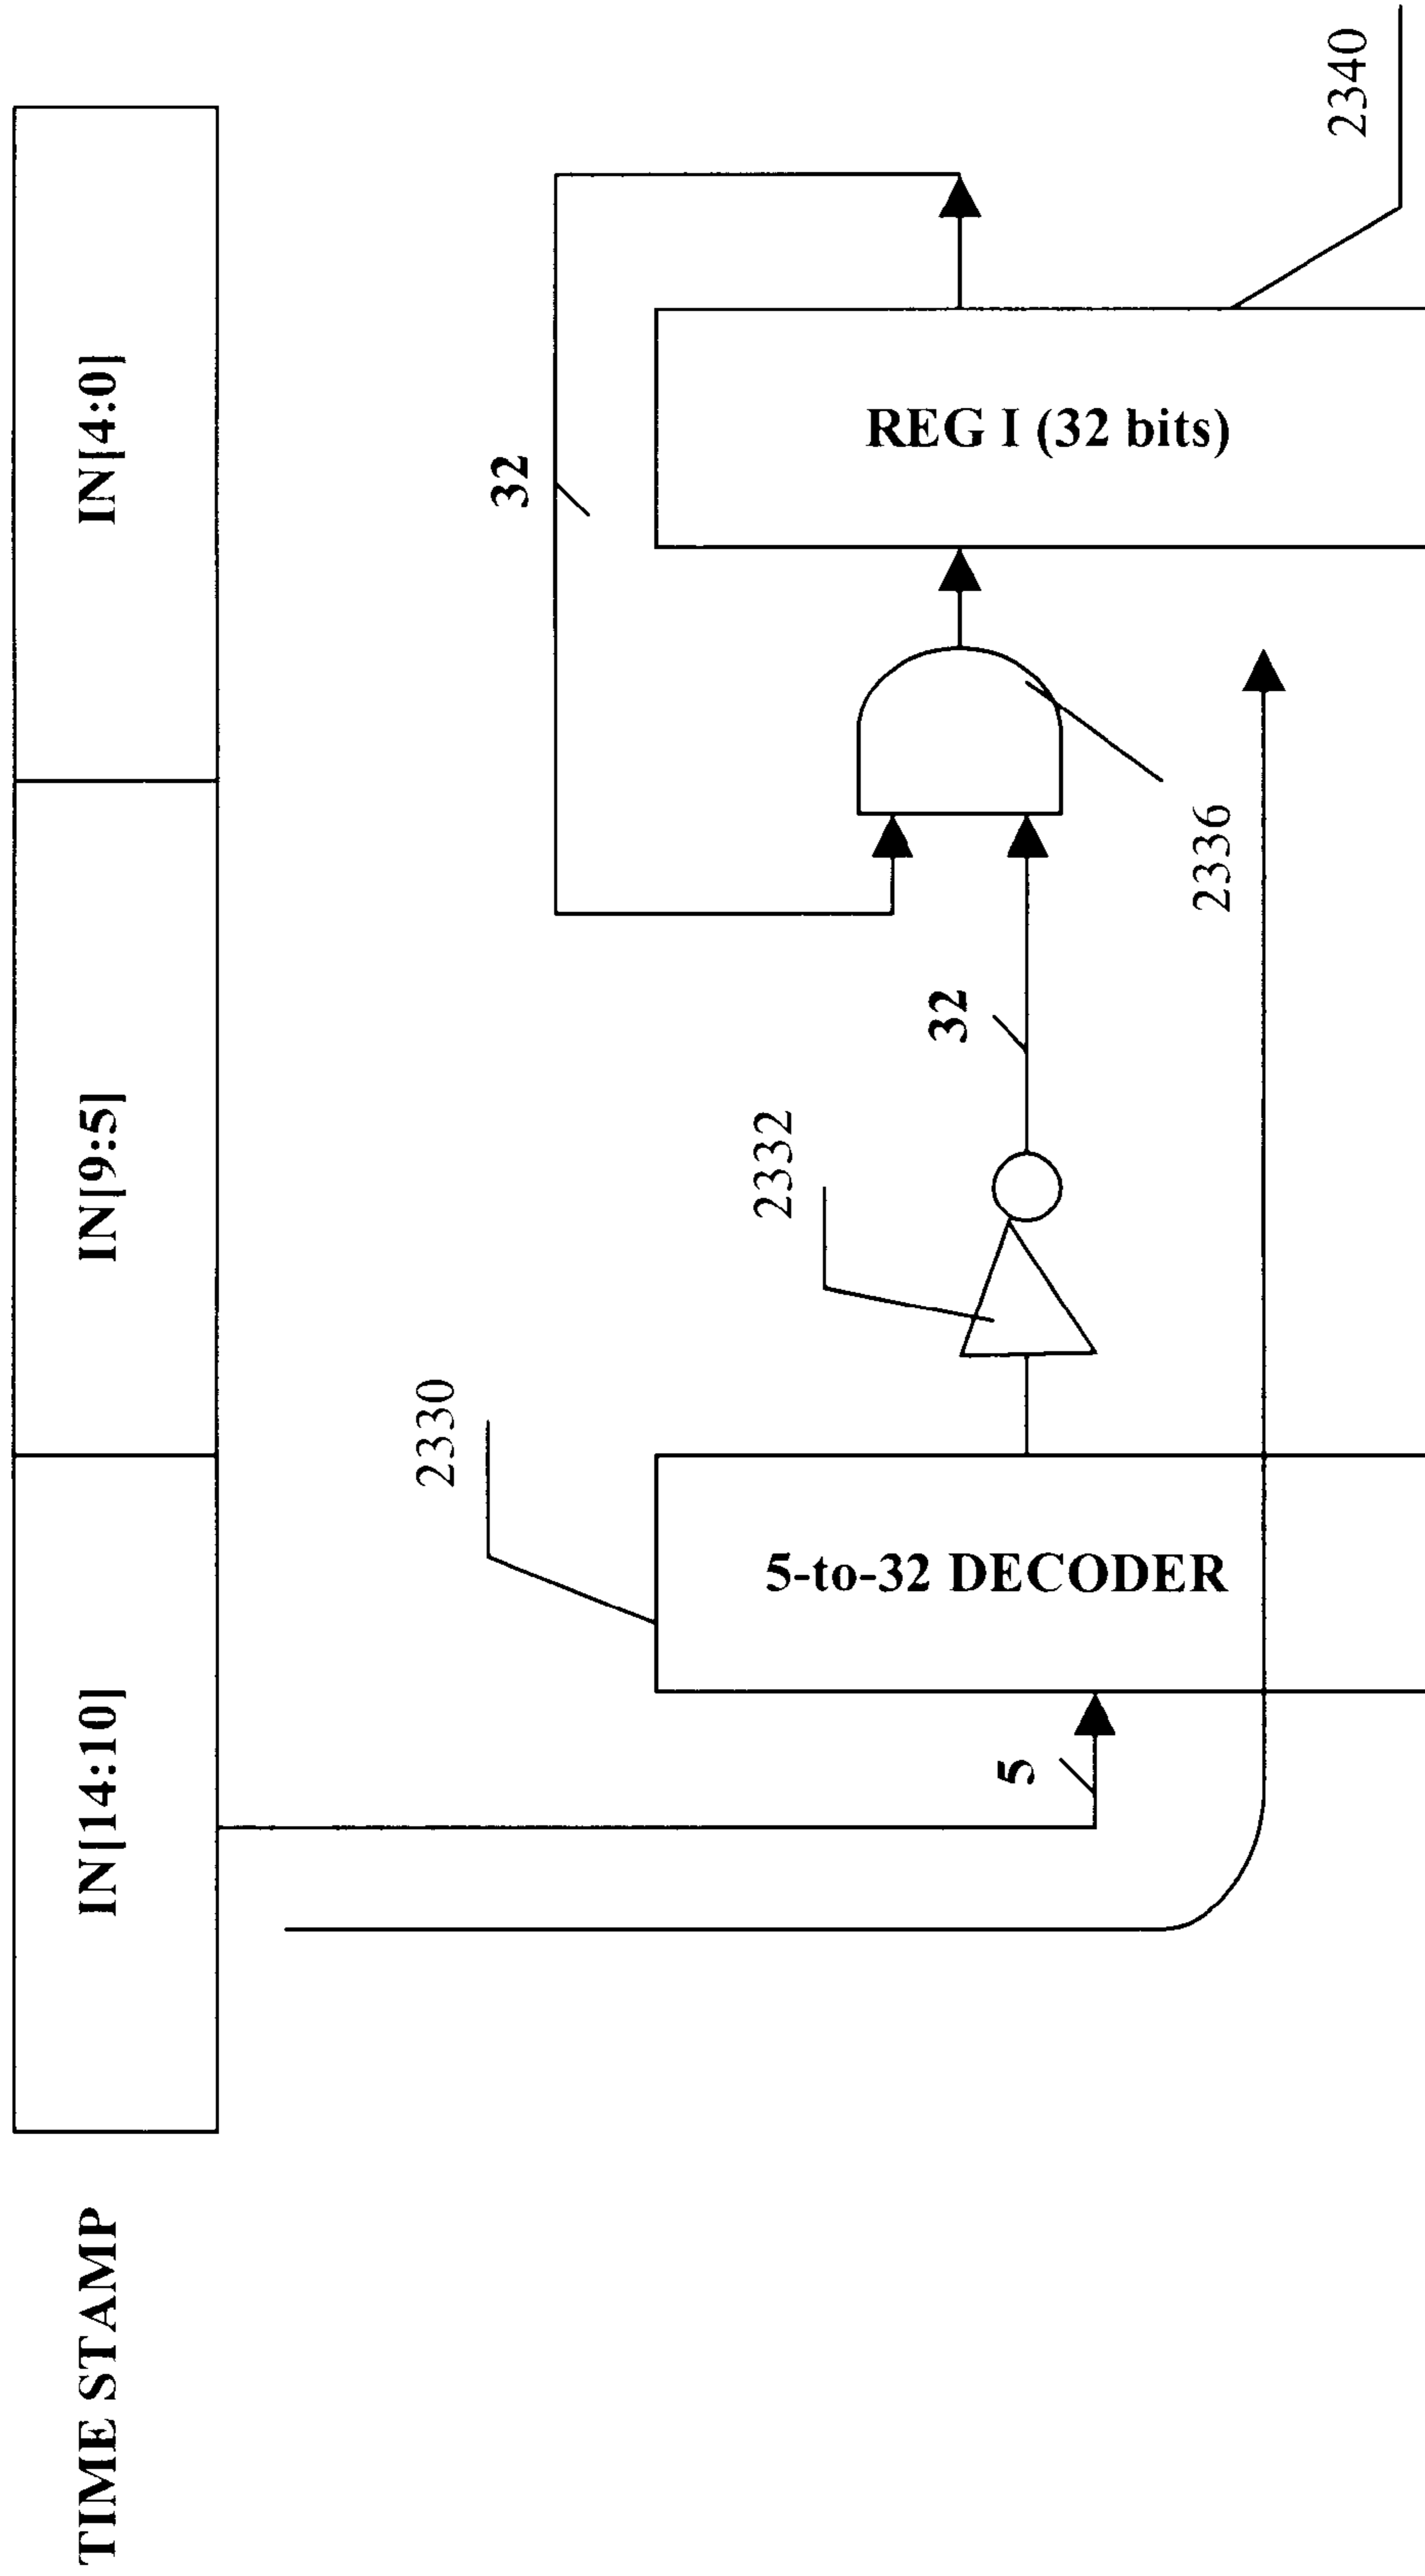 TIME STAMP
IN[14:10]
IN[9:5]
IN[4:0]
2330
32
5
5-to-32 DECODER
2332
32
REG I (32 bits)
2336
2340